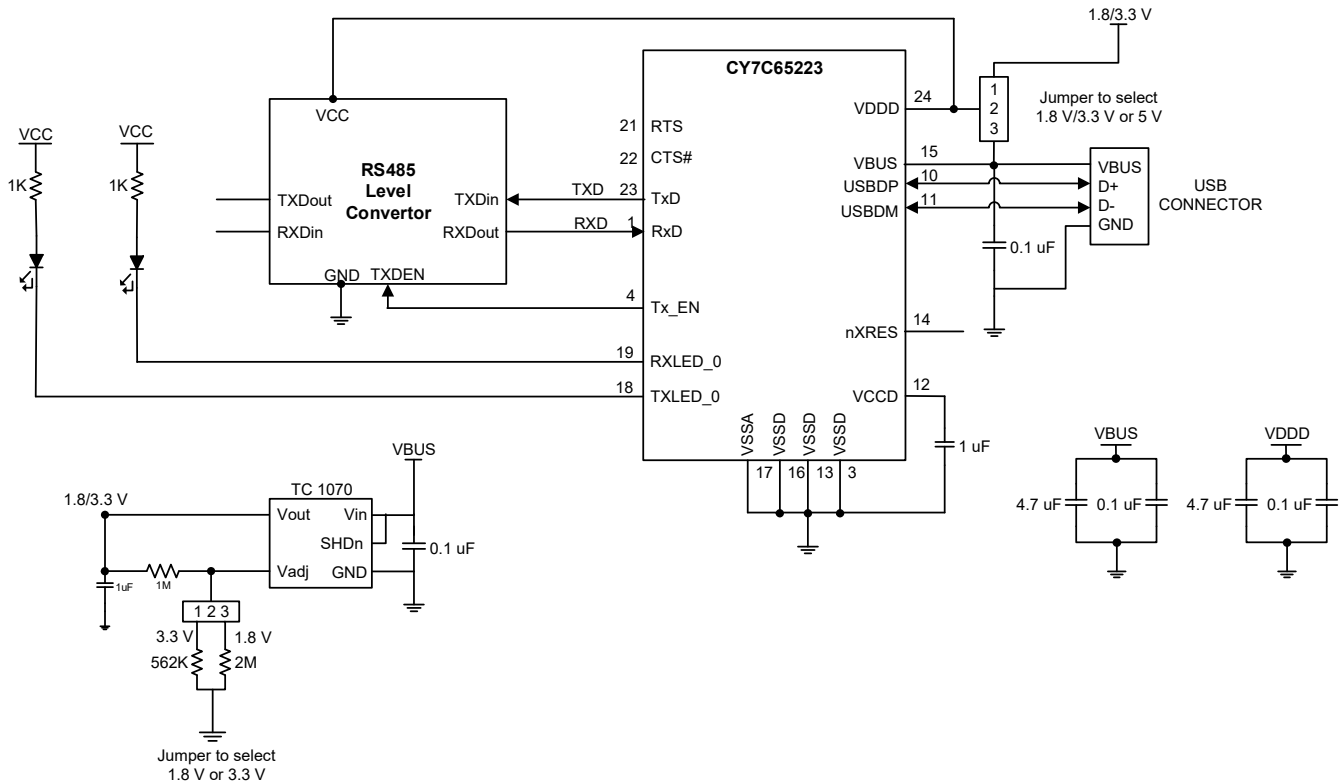 1.8/3.3 V
CY7C65223
VCC
24
VDDD
1
2
3
Jumper to select
1.8 V/3.3 V or 5 V
VCC
VCC
21
RTS
22
CTS#
15
VBUS
VBUS
1K
1K
RS485
Level
Convertor
TXDout
TXDin
TXD
23
TxD
USBDP
10
D+
USB
CONNECTOR
RXDin
RXDout
RXD
1
RxD
USBDM
11
D-
GND
0.1 uF
GND
TXDEN
4
Tx_EN
nXRES
14
19
RXLED_0
18
TXLED_0
VCCD
12
VSSA
VSSD
VSSD
VSSD
17
16
13
3
1 uF
VBUS
VDDD
4.7 uF
0.1 uF
4.7 uF
0.1 uF
VBUS
TC 1070
1.8/3.3 V
Vout
Vin
SHDn
0.1 uF
Vadj
GND
1uF
1M
1 2 3
3.3 V
1.8 V
562K
2M
Jumper to select
1.8 V or 3.3 V